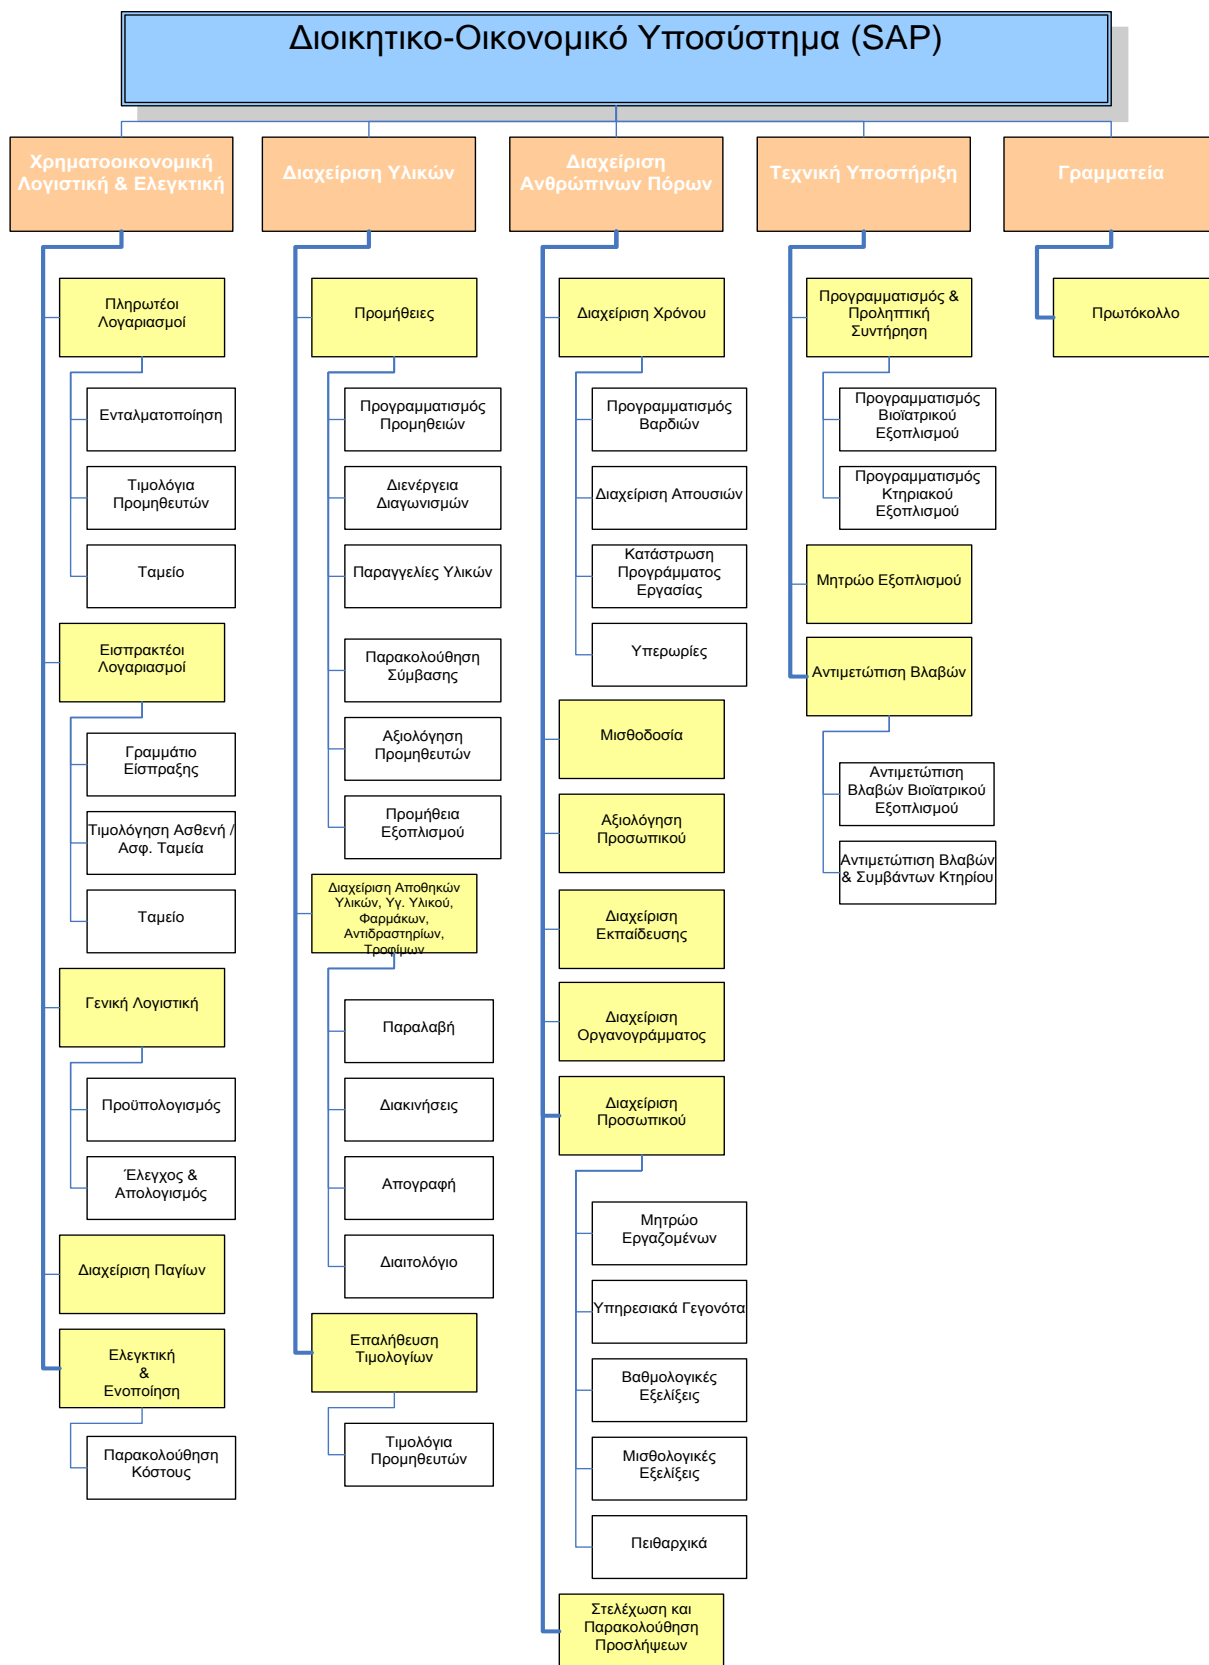 Διοικητικο-Οικονομικό Υποσύστημα (SAP)
Χρηματοοικονομική
Λογιστική & Ελεγκτική
Πληρωτέοι
Λογαριασμοί
Ενταλματοποίηση
Τιμολόγια
Προμηθευτών
Ταμείο
Εισπρακτέοι
Λογαριασμοί
Γραμμάτιο
Είσπραξης
Τιμολόγηση Ασθενή /
Ασφ. Ταμεία
Ταμείο
Γενική Λογιστική
Προϋπολογισμός
Έλεγχος &
Απολογισμός
Διαχείριση Παγίων
Ελεγκτική
&
Ενοποίηση
Παρακολούθηση
Κόστους
Διαχείριση Υλικών
Προμήθειες
Προγραμματισμός
Προμηθειών
Διενέργεια
Διαγωνισμών
Παραγγελίες Υλικών
Παρακολούθηση
Σύμβασης
Αξιολόγηση
Προμηθευτών
Προμήθεια
Εξοπλισμού
Διαχείριση Αποθηκών
Υλικών, Υγ. Υλικού,
Φαρμάκων,
Αντιδραστηρίων,
Τροφίμων
Παραλαβή
Διακινήσεις
Απογραφή
Διαιτολόγιο
Επαλήθευση
Τιμολογίων
Τιμολόγια
Προμηθευτών
Διαχείριση
Ανθρώπινων Πόρων
Διαχείριση Χρόνου
Προγραμματισμός
Βαρδιών
Διαχείριση Απουσιών
Κατάστρωση
Προγράμματος
Εργασίας
Υπερωρίες
Μισθοδοσία
Αξιολόγηση
Προσωπικού
Διαχείριση
Εκπαίδευσης
Διαχείριση
Οργανογράμματος
Διαχείριση
Προσωπικού
Μητρώο
Εργαζομένων
Υπηρεσιακά Γεγονότα
Βαθμολογικές
Εξελίξεις
Μισθολογικές
Εξελίξεις
Πειθαρχικά
Στελέχωση και
Παρακολούθηση
Προσλήψεων
Τεχνική Υποστήριξη
Προγραμματισμός &
Προληπτική
Συντήρηση
Προγραμματισμός
Βιοϊατρικού
Εξοπλισμού
Προγραμματισμός
Κτηριακού
Εξοπλισμού
Μητρώο Εξοπλισμού
Αντιμετώπιση Βλαβών
Αντιμετώπιση
Βλαβών Βιοϊατρικού
Εξοπλισμού
Αντιμετώπιση Βλαβών
& Συμβάντων Κτηρίου
Γραμματεία
Πρωτόκολλο